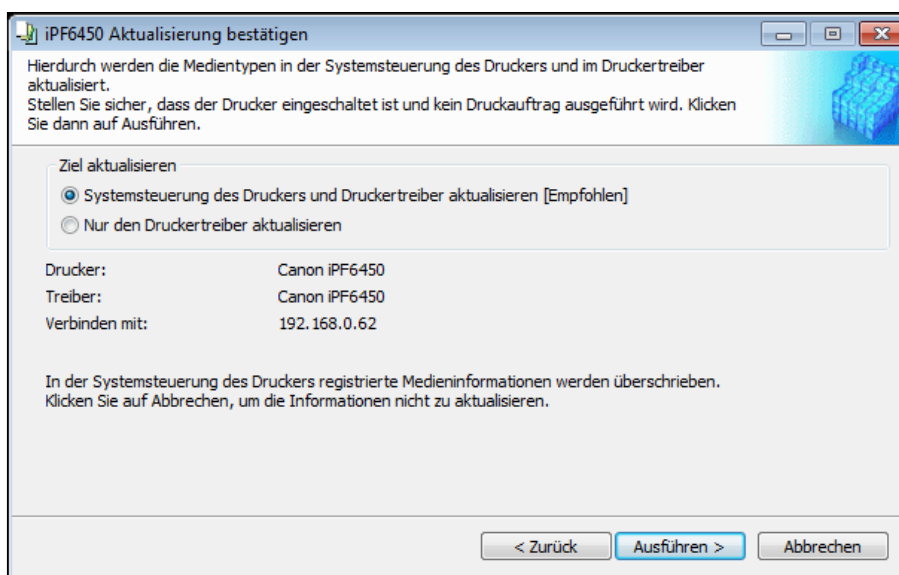 iPF6450 Aktualisierung bestätigen
Hierdurch werden die Medientypen in der Systemsteuerung des Druckers und im Druckertreiber
aktualisiert.
Stellen Sie sicher, dass der Drucker eingeschaltet ist und kein Druckauftrag ausgeführt wird. Klicken
Sie dann auf Ausführen.
Ziel aktualisieren
Systemsteuerung des Druckers und Druckertreiber aktualisieren [Empfohlen]
Nur den Druckertreiber aktualisieren
Drucker: Canon iPF6450
Treiber: Canon iPF6450
Verbinden mit: 192.168.0.62
In der Systemsteuerung des Druckers registrierte Medieninformationen werden überschrieben.
Klicken Sie auf Abbrechen, um die Informationen nicht zu aktualisieren.
< Zurück Ausführen > Abbrechen